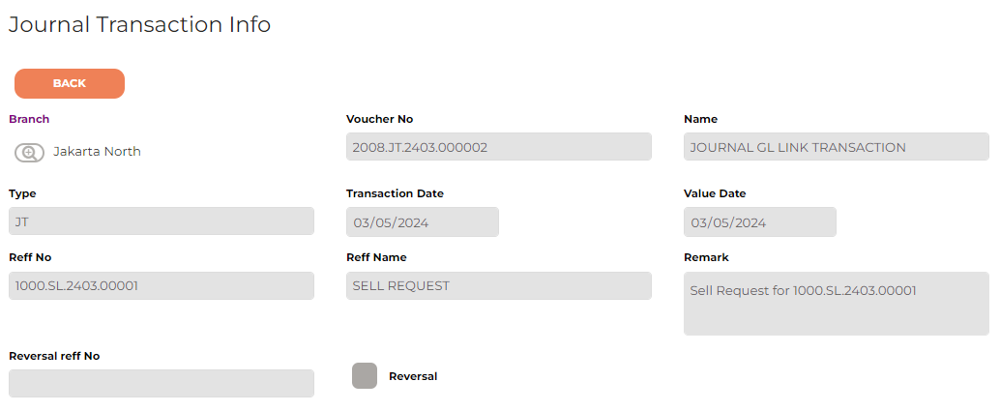 Journal Transaction Info
BACK
Branch
Voucher No
Name
Jakarta North
2008.JT.2403.000002
JOURNAL GL LINK TRANSACTION
Type
Transaction Date
Value Date
JT
03/05/2024
03/05/2024
Reff No
Reff Name
Remark
1000.SL.2403.00001
SELL REQUEST
Sell Request for 1000.SL.2403.00001
Reversal reff No
Reversal